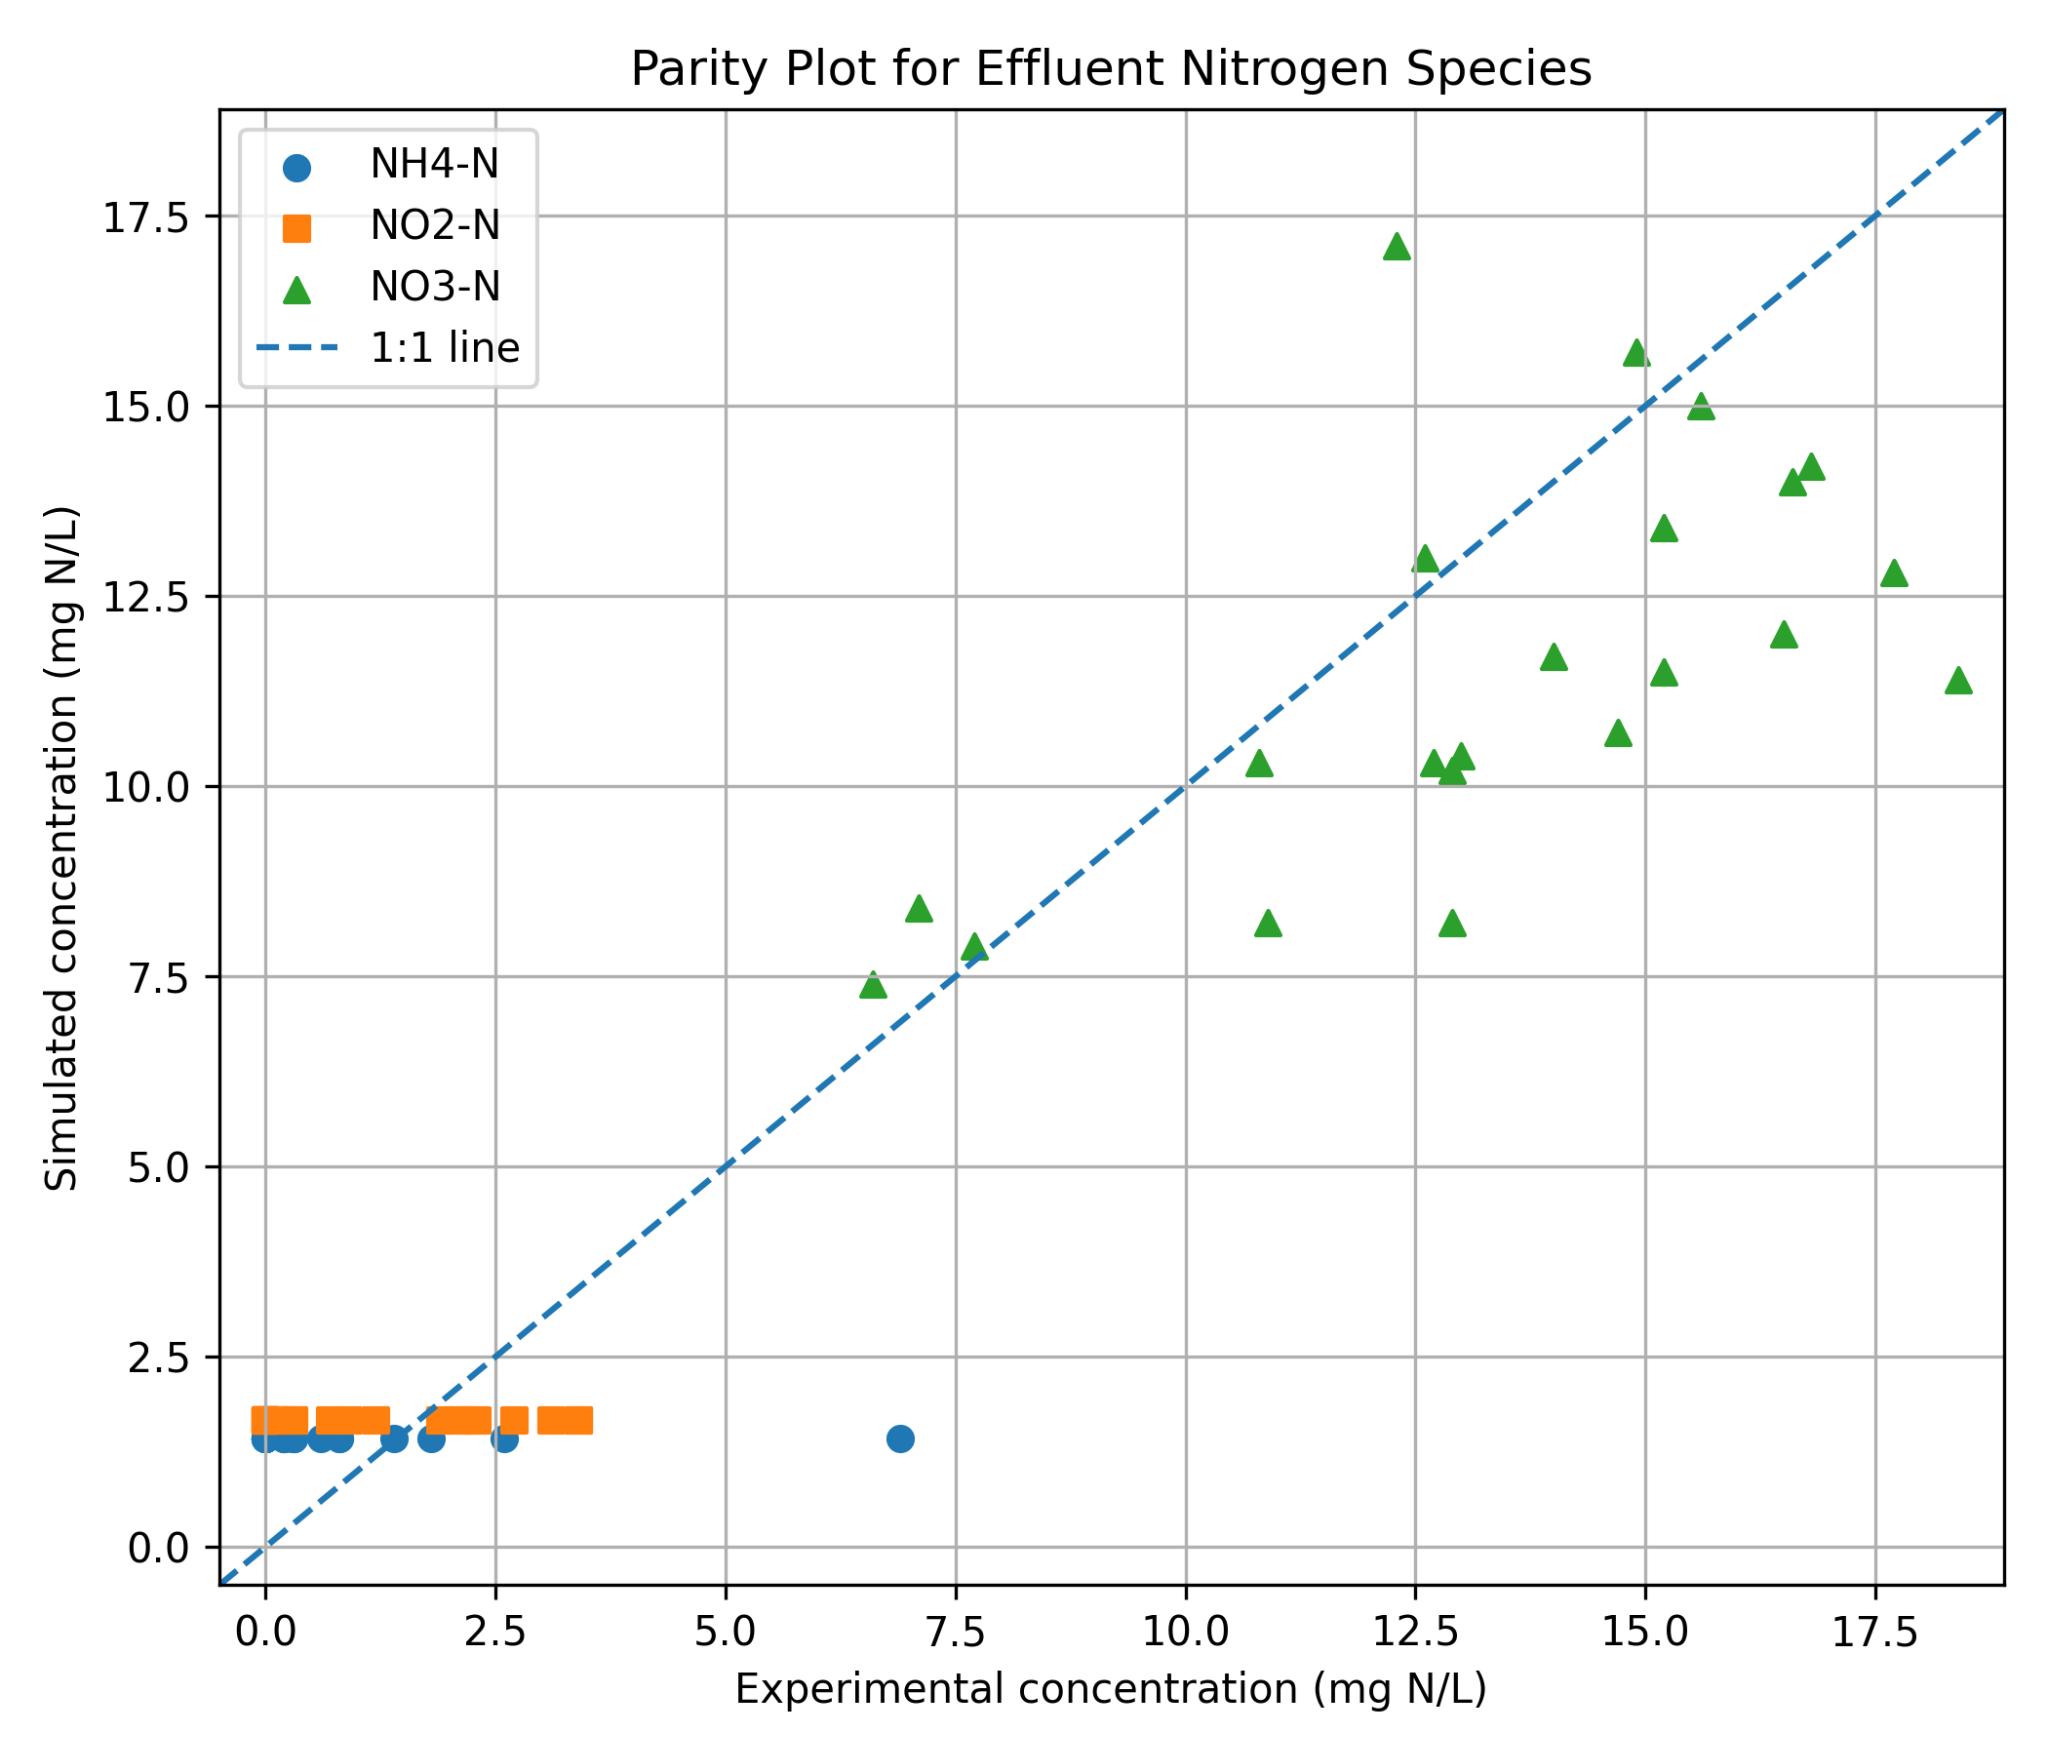 Parity Plot for Effluent Nitrogen Species
NH4-N
NO2-N
NO3-N
1:1 line
17.5
15.0
12.5
10.0
7.5
5.0
2.5
0.0
Simulated concentration (mg N/L)
0.0 2.5 5.0 7.5 10.0 12.5 15.0 17.5
Experimental concentration (mg N/L)